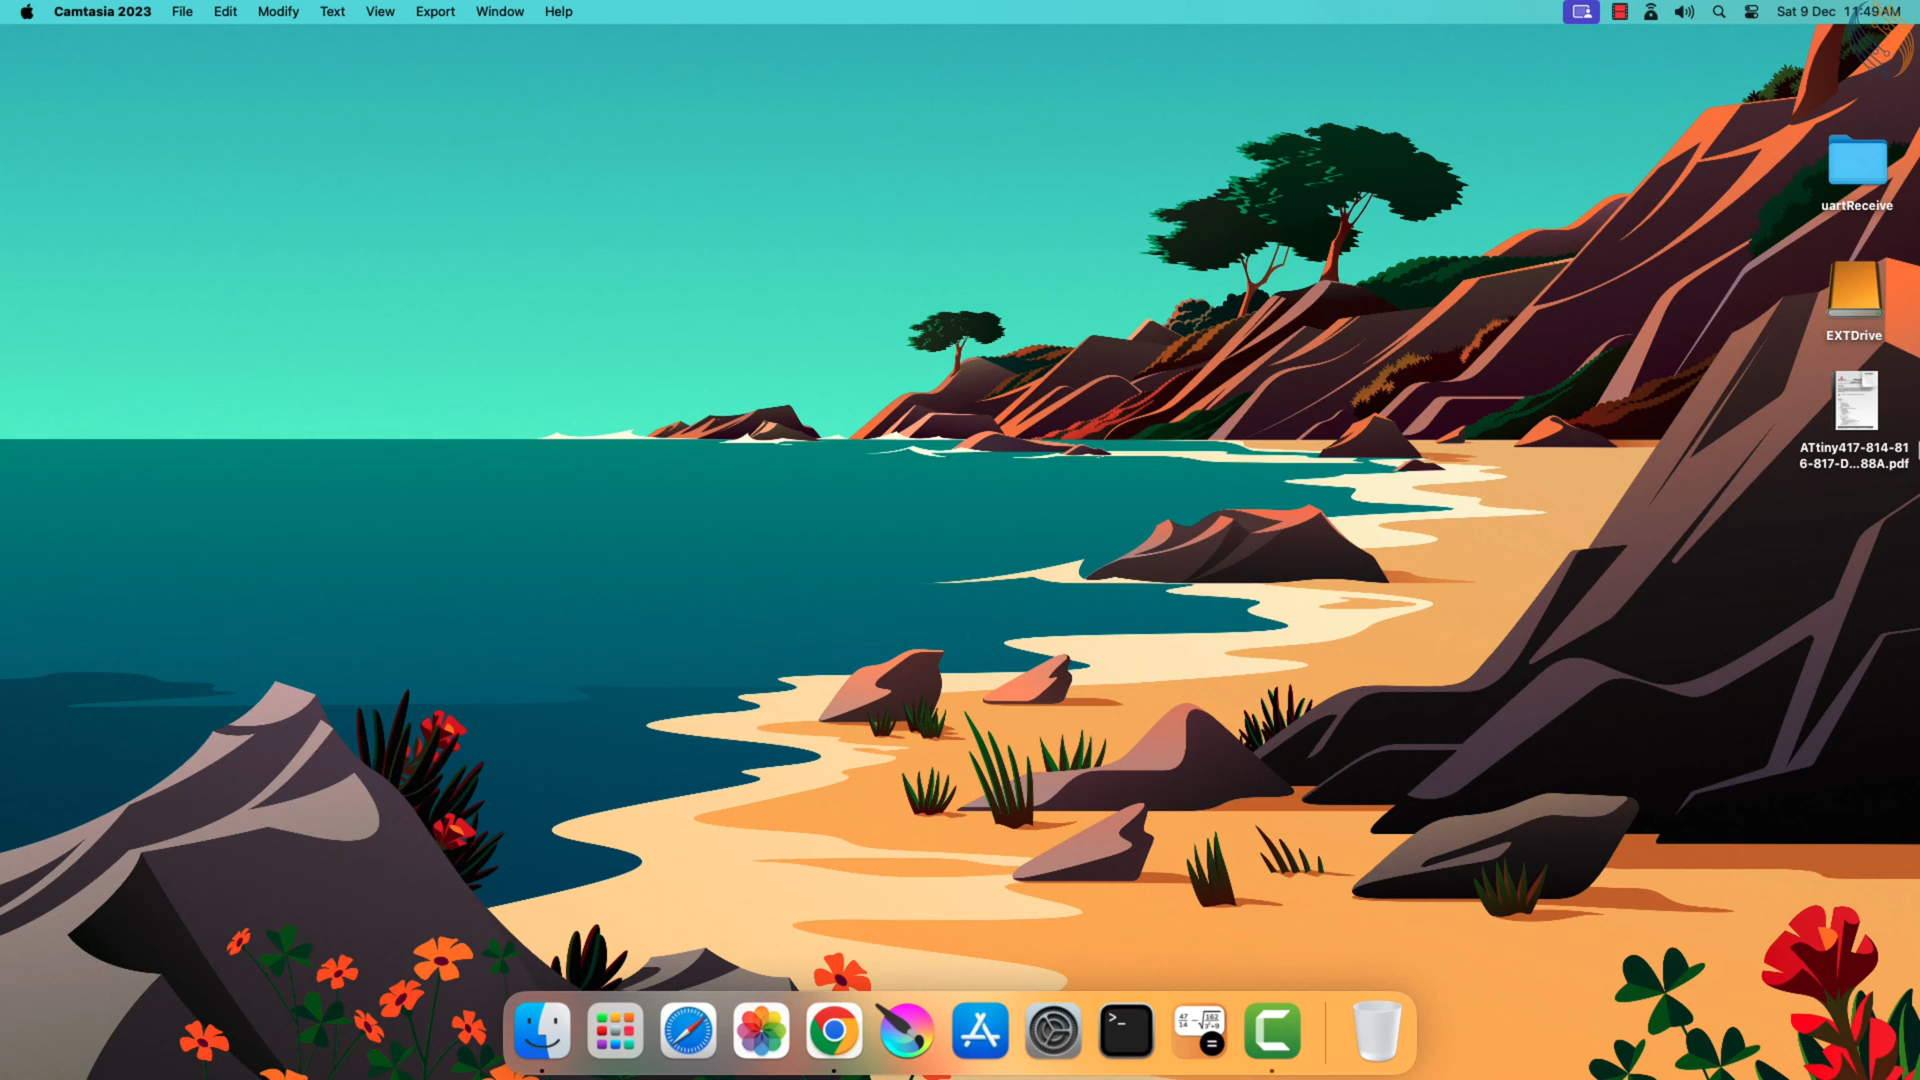 Camtasia 2023 File Edit Modify Text View Export Window Help Sat 9 Dec 11:49 AM
uartReceive
EXTDrive
ATtiny417-814-81
6-817-D...88A.pdf